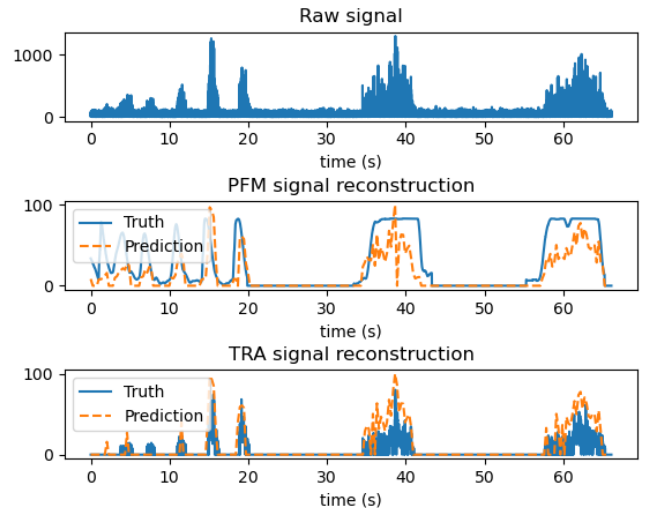 Raw signal
1000
0
0 10 20 30 40 50 60
time (s)
PFM signal reconstruction
100
0
Truth
Prediction
0 10 20 30 40 50 60
time (s)
TRA signal reconstruction
100
0
Truth
Prediction
0 10 20 30 40 50 60
time (s)